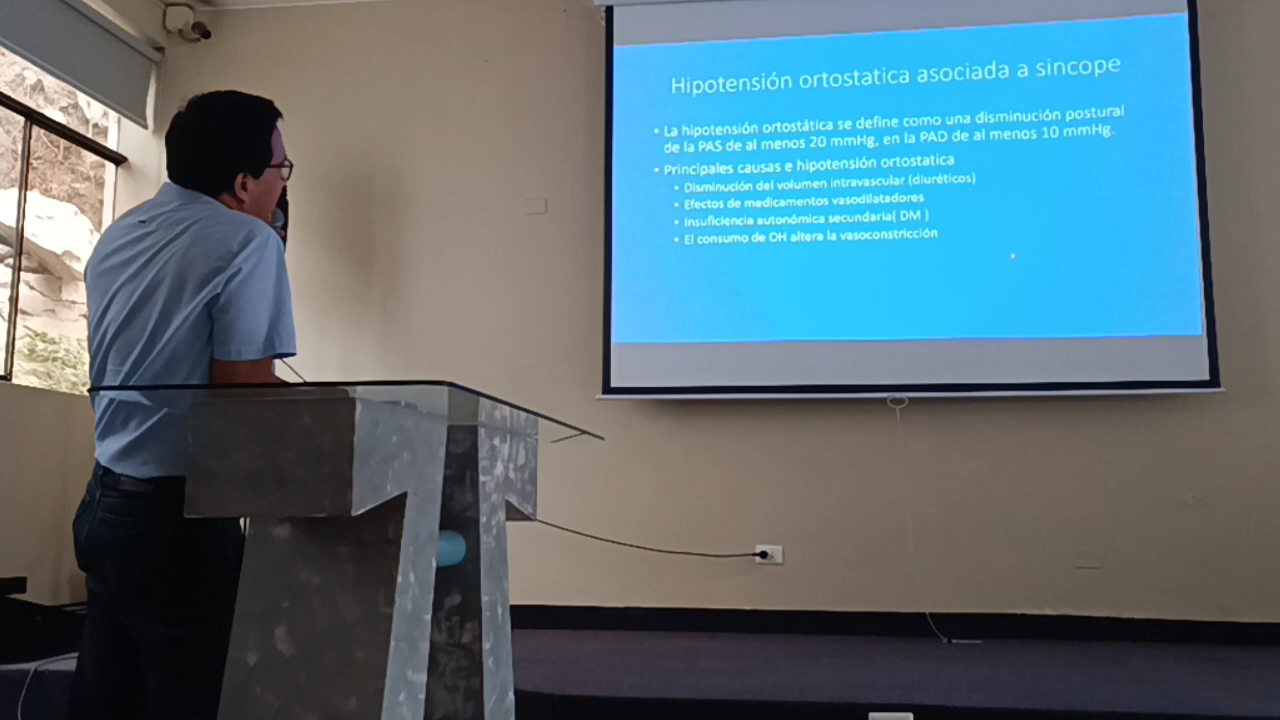 Hipotensión ortostatica asociada a sincope
• La hipotensión ortostática se define como una disminución postural
de la PAS de al menos 20 mmHg, en la PAD de al menos 10 mmHg.
• Principales causas e hipotensión ortostatica
• Disminución del volumen intravascular (diuréticos)
• Efectos de medicamentos vasodilatadores
• Insuficiencia autonómica secundaria( DM )
• El consumo de OH altera la vasoconstricción